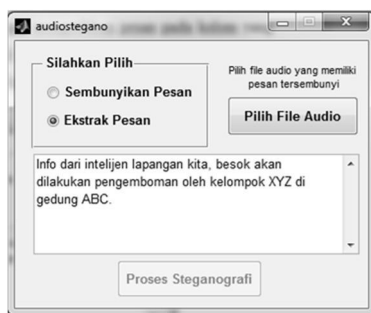 audiostegano
Silahkan Pilih
Sembunyikan Pesan
Ekstrak Pesan
Pilih file audio yang memiliki
pesan tersembunyi
Pilih File Audio
Info dari intelijen lapangan kita, besok akan
dilakukan pengemboman oleh kelompok XYZ di
gedung ABC.
Proses Steganografi